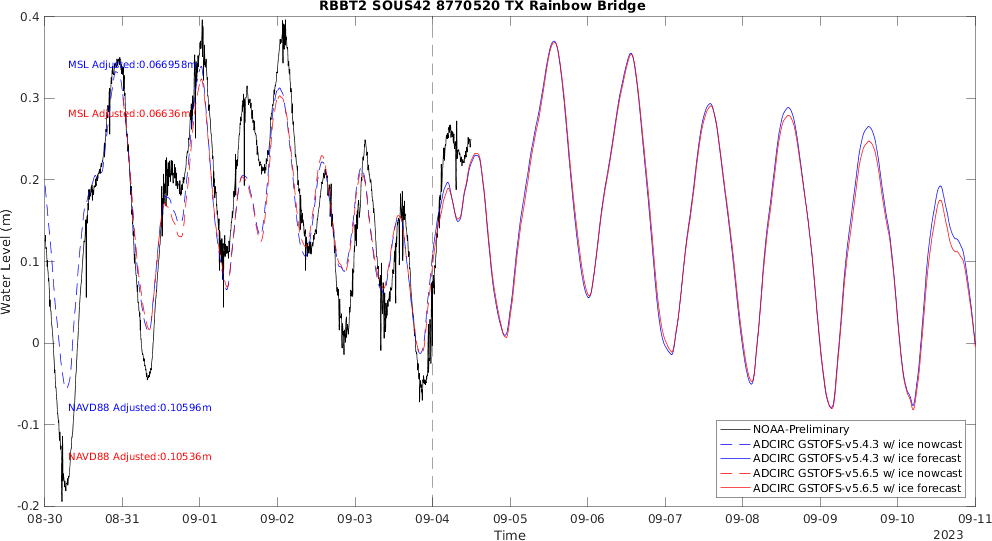 RBBT2 SOUS42 8770520 TX Rainbow Bridge
0.4
0.3
0.2
0.1
0
-0.1
-0.2
Water Level (m)
MSL Adjusted:0.066958m
MSL Adjusted:0.06636m
NAVD88 Adjusted:0.10596m
NAVD88 Adjusted:0.10536m
NOAA-Preliminary
ADCIRC GSTOFS-v5.4.3 w/ ice nowcast
ADCIRC GSTOFS-v5.4.3 w/ ice forecast
ADCIRC GSTOFS-v5.6.5 w/ ice nowcast
ADCIRC GSTOFS-v5.6.5 w/ ice forecast
08-30 08-31 09-01 09-02 09-03 09-04 09-05 09-06 09-07 09-08 09-09 09-10 09-11
Time
2023